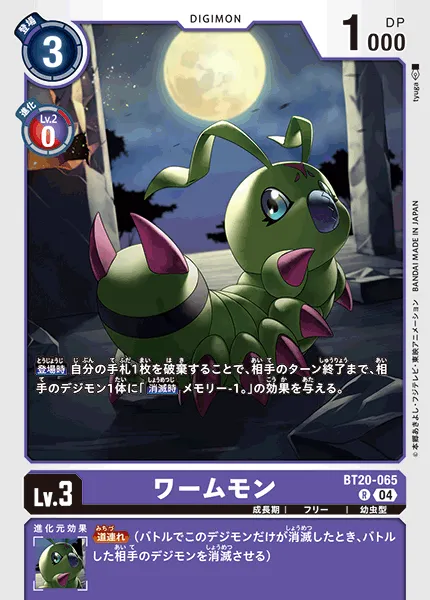 登場
3
DIGIMON
DP
1000
進化
Lv.2
0
tyuga
© 本郷あきよし・フジテレビ・東映アニメーション BANDAI MADE IN JAPAN
登場時 自分の手札1枚を破棄することで、相手のターン終了まで、相
手のデジモン1体に「消滅時 メモリー-1。」の効果を与える。
BT20-065
Lv.3
ワームモン
R 04
成長期 | フリー | 幼虫型
進化元効果
道連れ (バトルでこのデジモンだけが消滅したとき、バトル
した相手のデジモンを消滅させる)